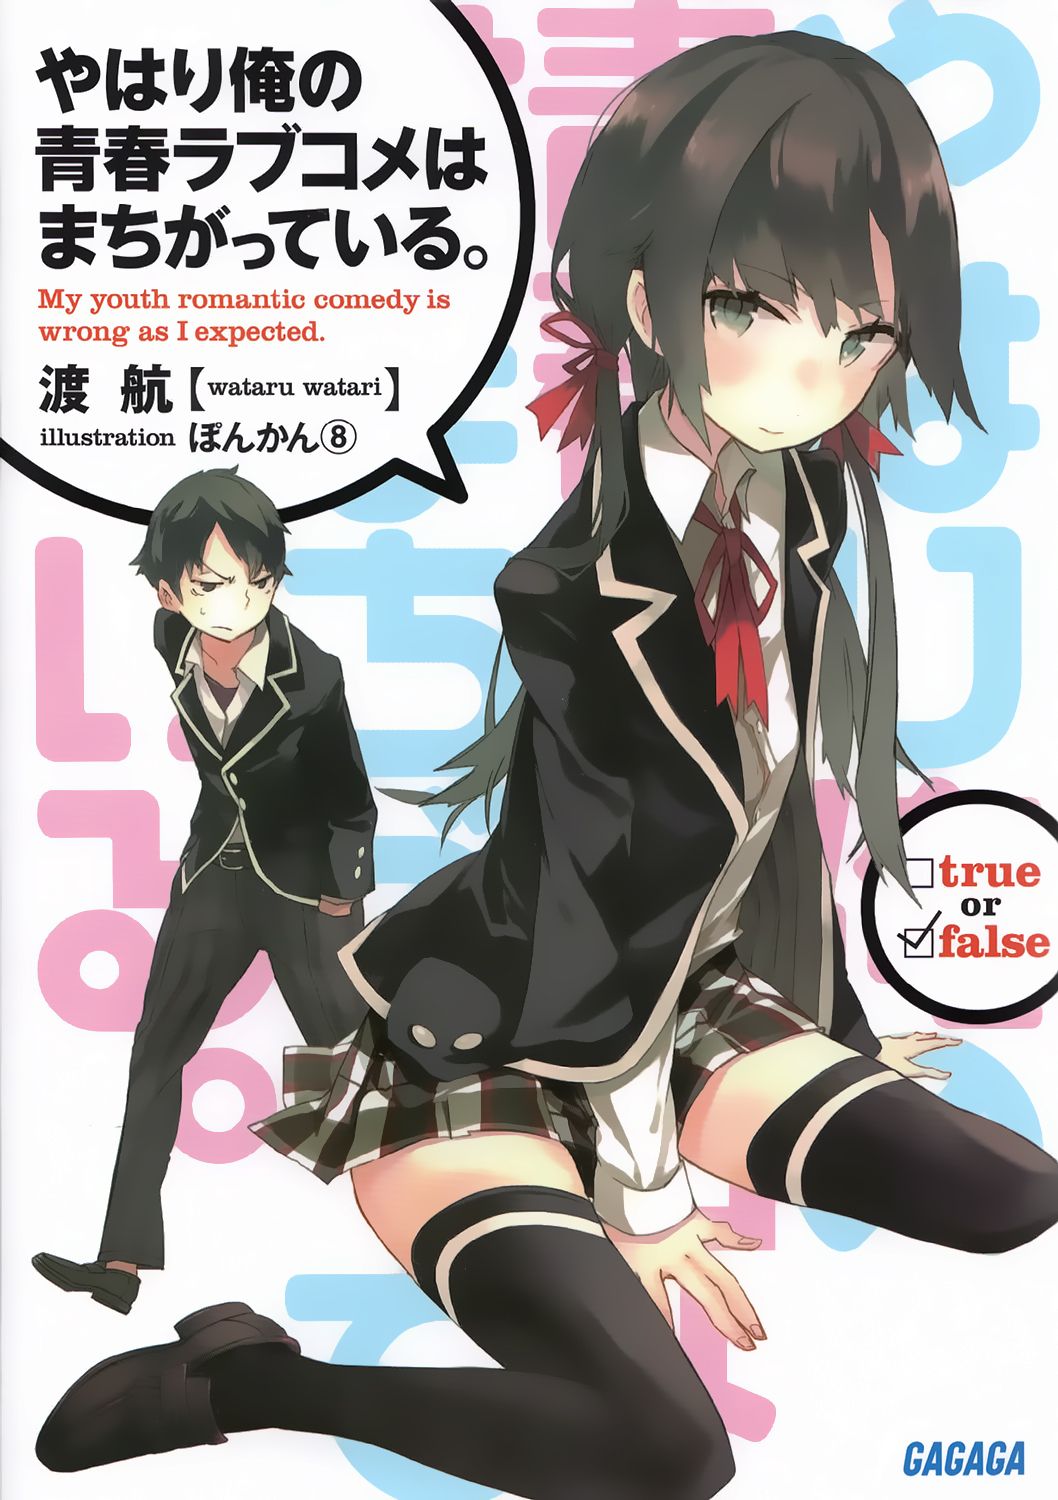 やはり俺の
青春ラブコメは
まちがっている。
My youth romantic comedy is
wrong as I expected.
渡 航【wataru watari】
illustration ぽんかん⑧
true
or
false
GAGAGA